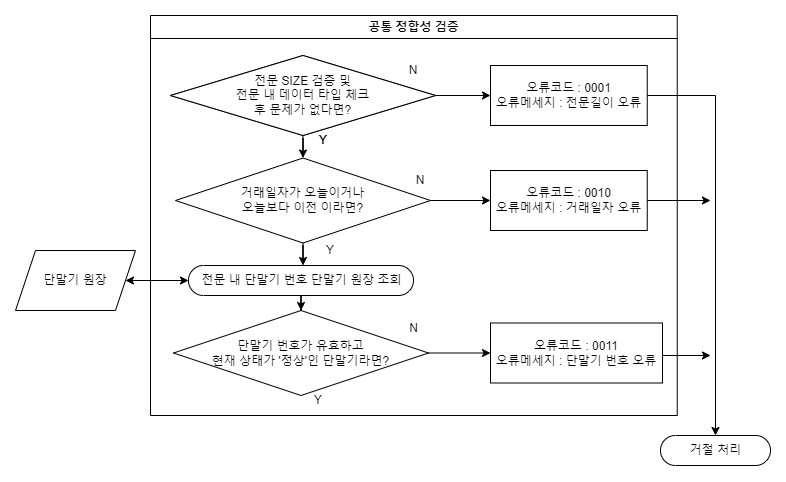 공통 정합성 검증
전문 SIZE 검증 및
전문 내 데이터 타입 체크
후 문제가 없다면?
N
오류코드 : 0001
오류메세지 : 전문길이 오류
Y
거래일자가 오늘이거나
오늘보다 이전 이라면?
N
오류코드 : 0010
오류메세지 : 거래일자 오류
Y
단말기 원장
전문 내 단말기 번호 단말기 원장 조회
단말기 번호가 유효하고
현재 상태가 '정상'인 단말기라면?
N
오류코드 : 0011
오류메세지 : 단말기 번호 오류
Y
거절 처리